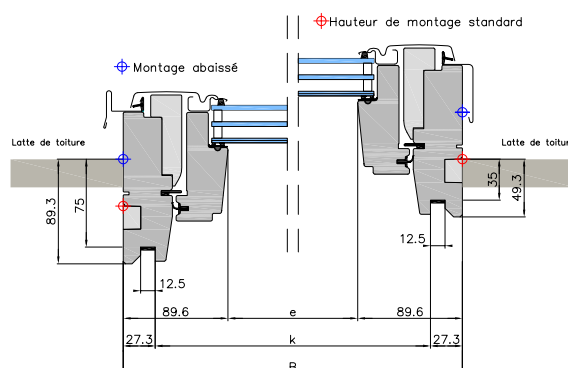 Hauteur de montage standard
Montage abaissé
Latte de toiture
Latte de toiture
89.3
75
35
49.3
12.5
12.5
89.6
e
89.6
27.3
k
27.3